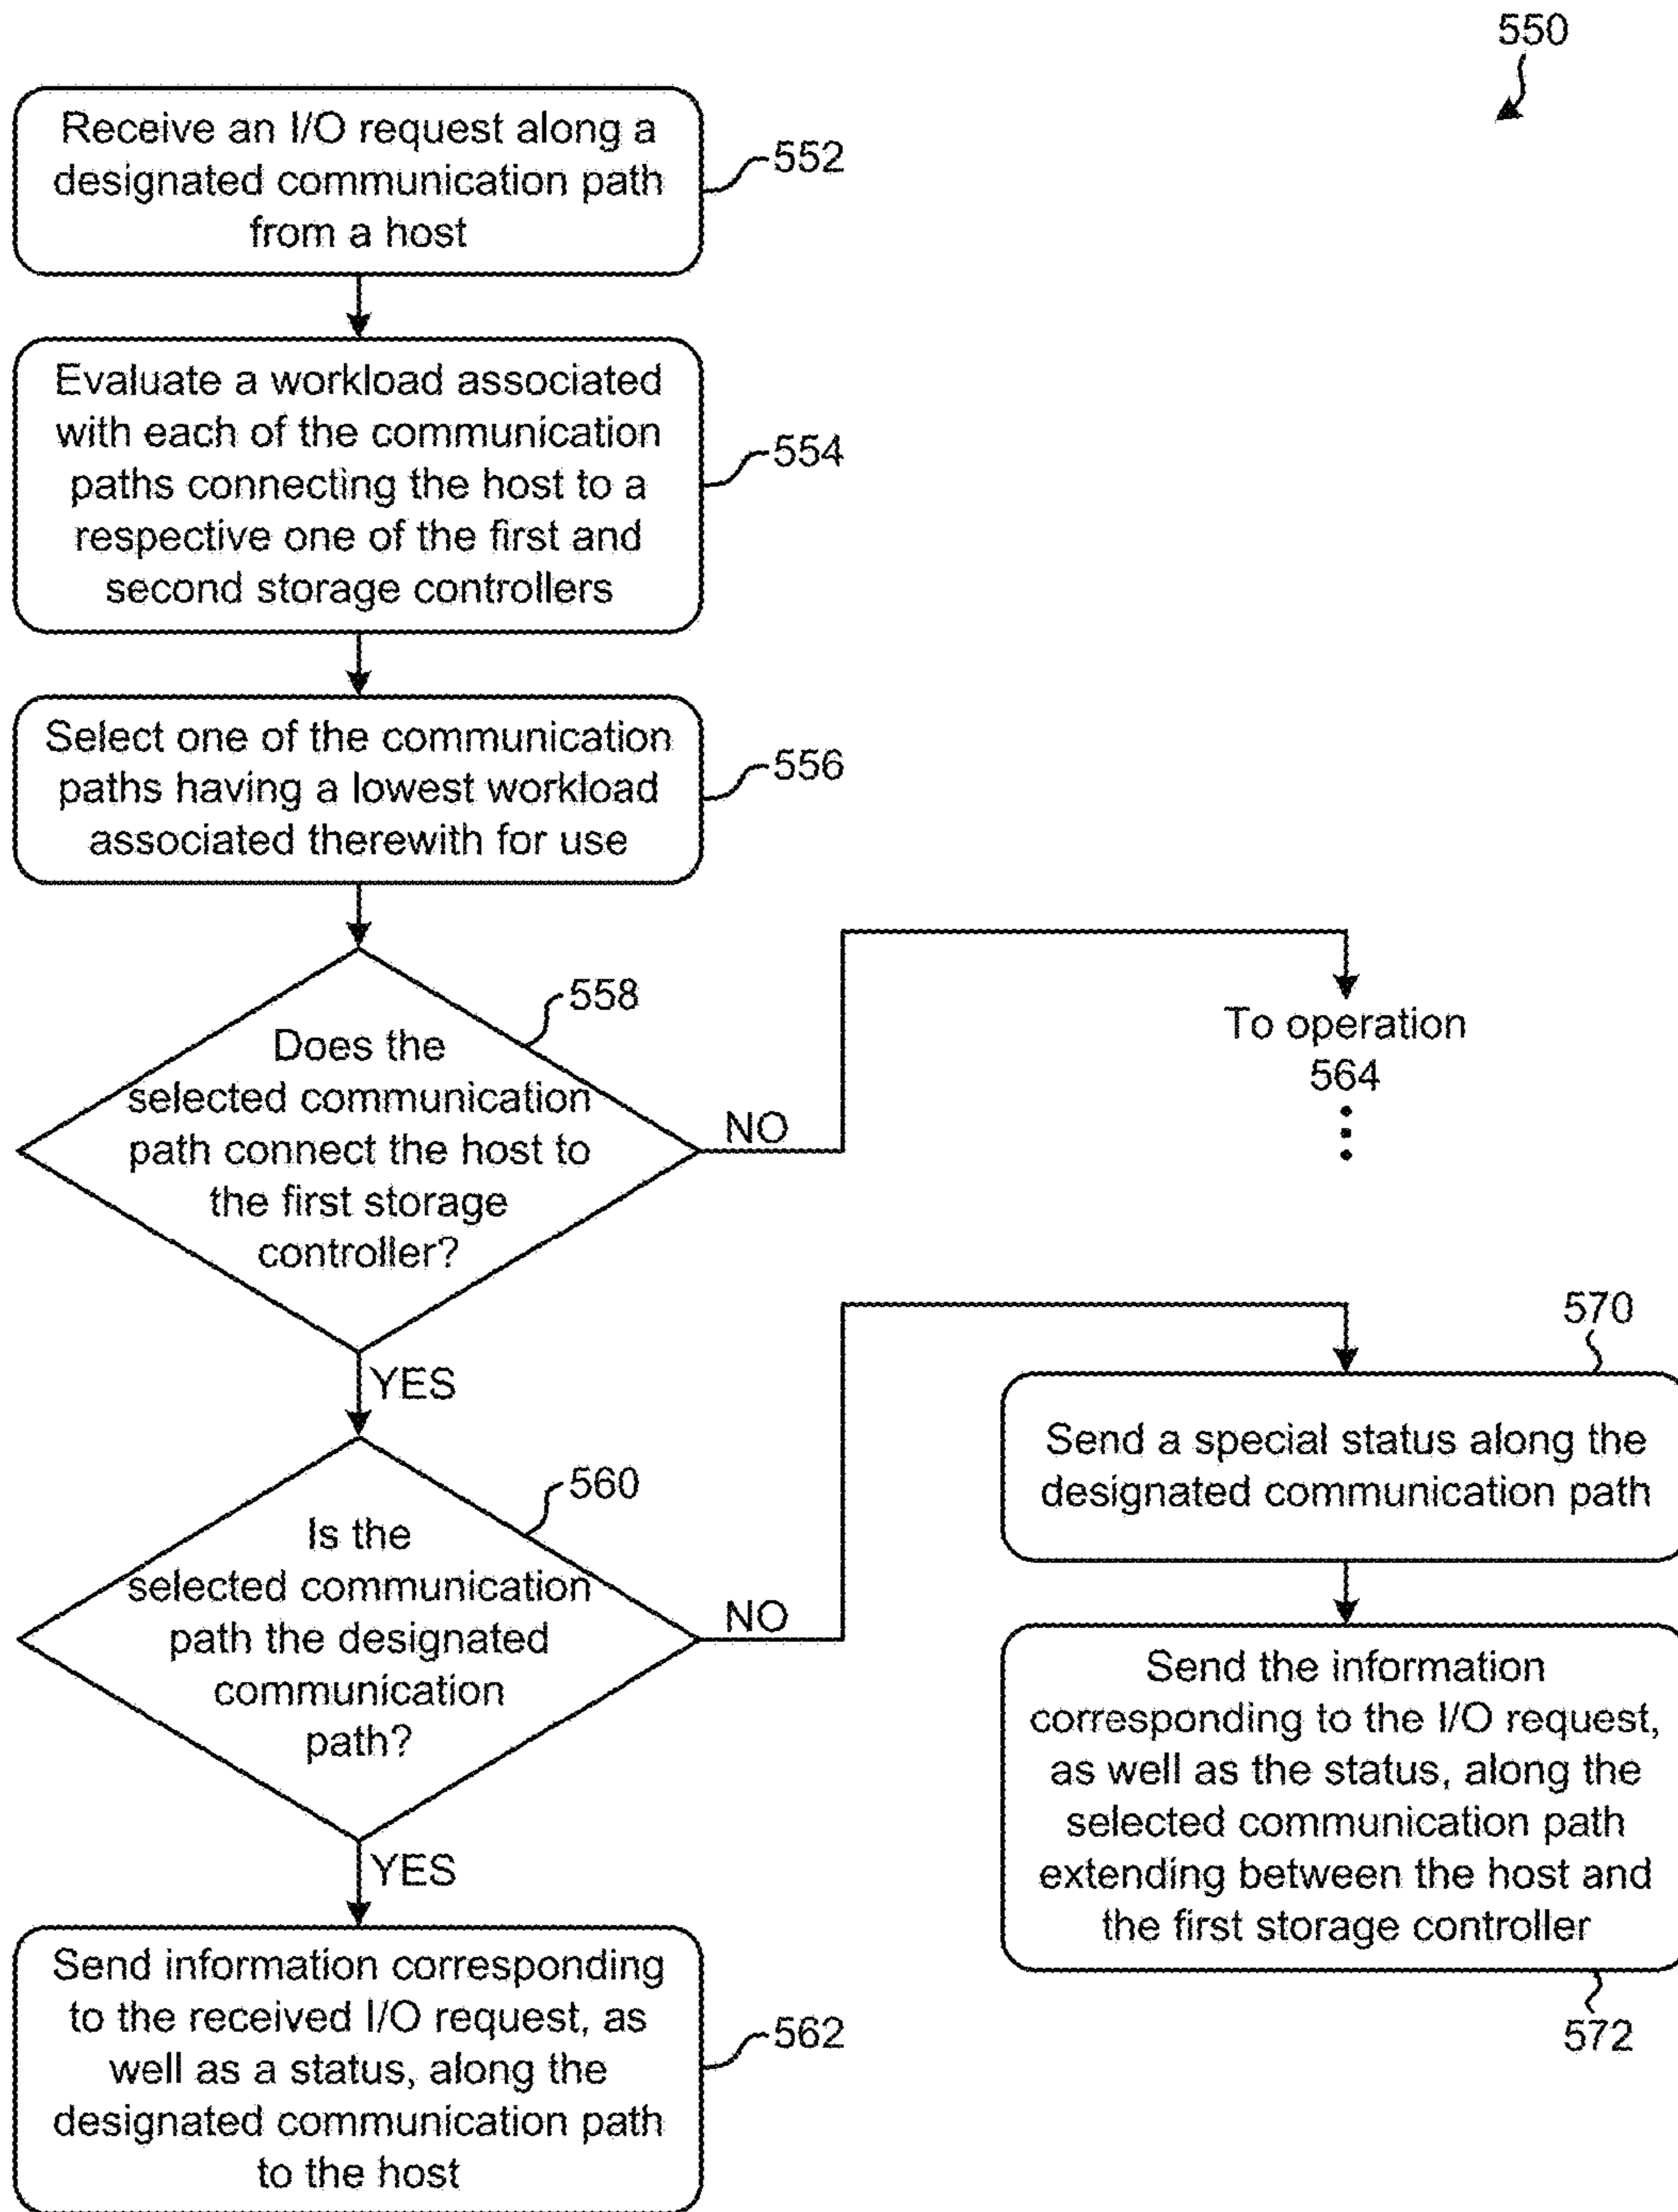 550
Receive an I/O request along a
designated communication path
from a host
552
Evaluate a workload associated
with each of the communication
paths connecting the host to a
respective one of the first and
second storage controllers
554
Select one of the communication
paths having a lowest workload
associated therewith for use
556
558
Does the
selected communication
path connect the host to
the first storage
controller?
NO
To operation
564
YES
560
Is the
selected communication
path the designated
communication
path?
NO
570
Send a special status along the
designated communication path
Send the information
corresponding to the I/O request,
as well as the status, along the
selected communication path
extending between the host and
the first storage controller
572
YES
Send information corresponding
to the received I/O request, as
well as a status, along the
designated communication path
to the host
562